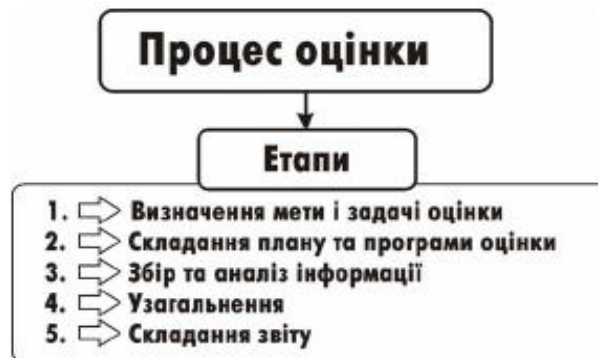 Процес оцінки
Етапи
1. Визначення мети і задачі оцінки
2. Складання плану та програми оцінки
3. Збір та аналіз інформації
4. Узагальнення
5. Складання звіту